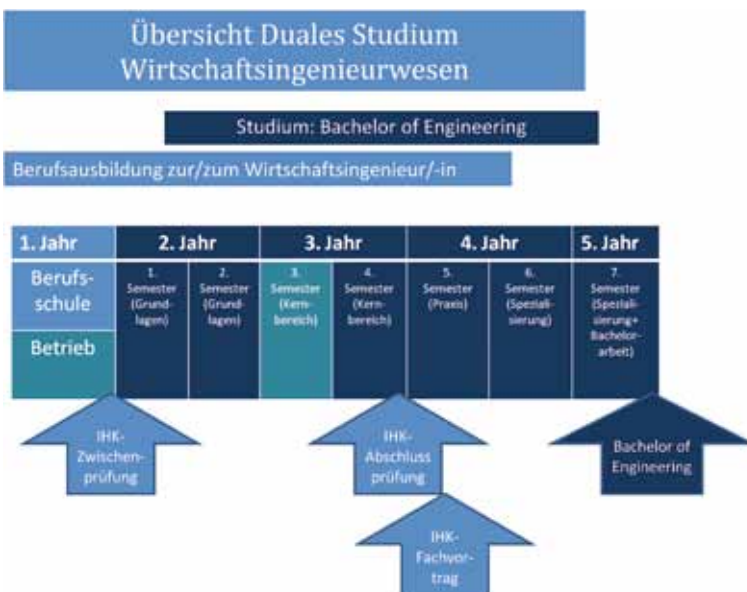 Übersicht Duales Studium
Wirtschaftsingenieurwesen
Studium: Bachelor of Engineering
Berufsausbildung zur/zum Wirtschaftsingenieur/-in
1. Jahr
2. Jahr
3. Jahr
4. Jahr
5. Jahr
Berufs-
schule
Betrieb
1.
Semester
(Grund-
lagen)
2.
Semester
(Grund-
lagen)
3.
Semester
(Kern-
bereich)
4.
Semester
(Kern-
bereich)
5.
Semester
(Praxis)
6.
Semester
(Speziali-
sierung)
7.
Semester
(Speziali-
sierung+
Bachelor-
arbeit)
IHK-
Zwischen-
prüfung
IHK-
Abschluss
prüfung
Bachelor of
Engineering
IHK-
Fachvor-
trag